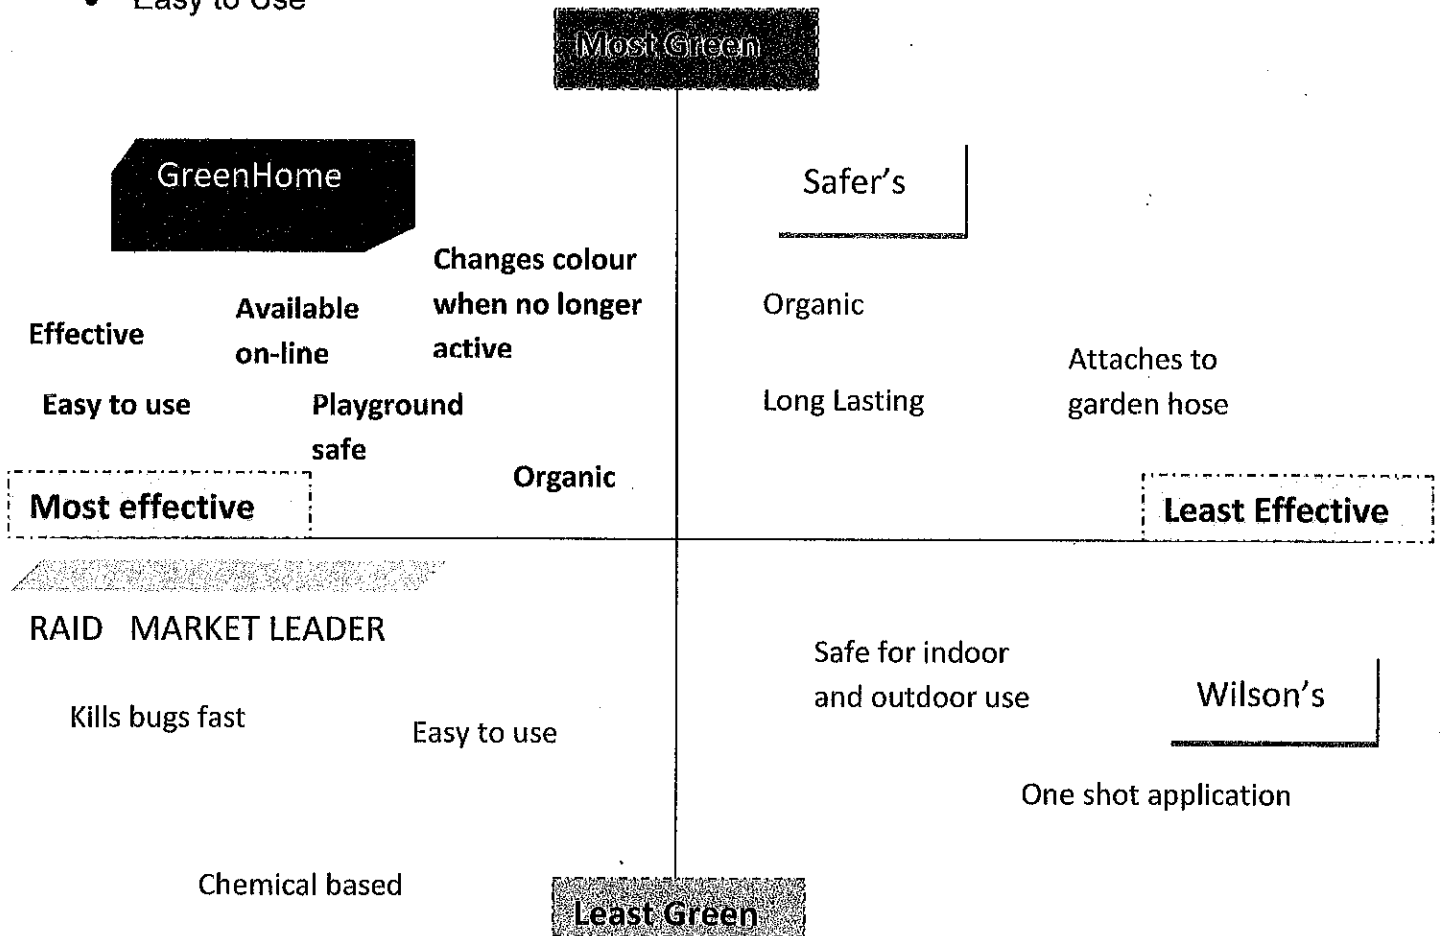 • Easy to Use
Most Green
GreenHome
Safer's
Changes colour
when no longer
active
Available
on-line
Effective
Easy to use
Playground
safe
Organic
Organic
Long Lasting
Attaches to
garden hose
Most effective
Least Effective
RAID MARKET LEADER
Kills bugs fast
Easy to use
Chemical based
Safe for indoor
and outdoor use
Wilson's
One shot application
Least Green